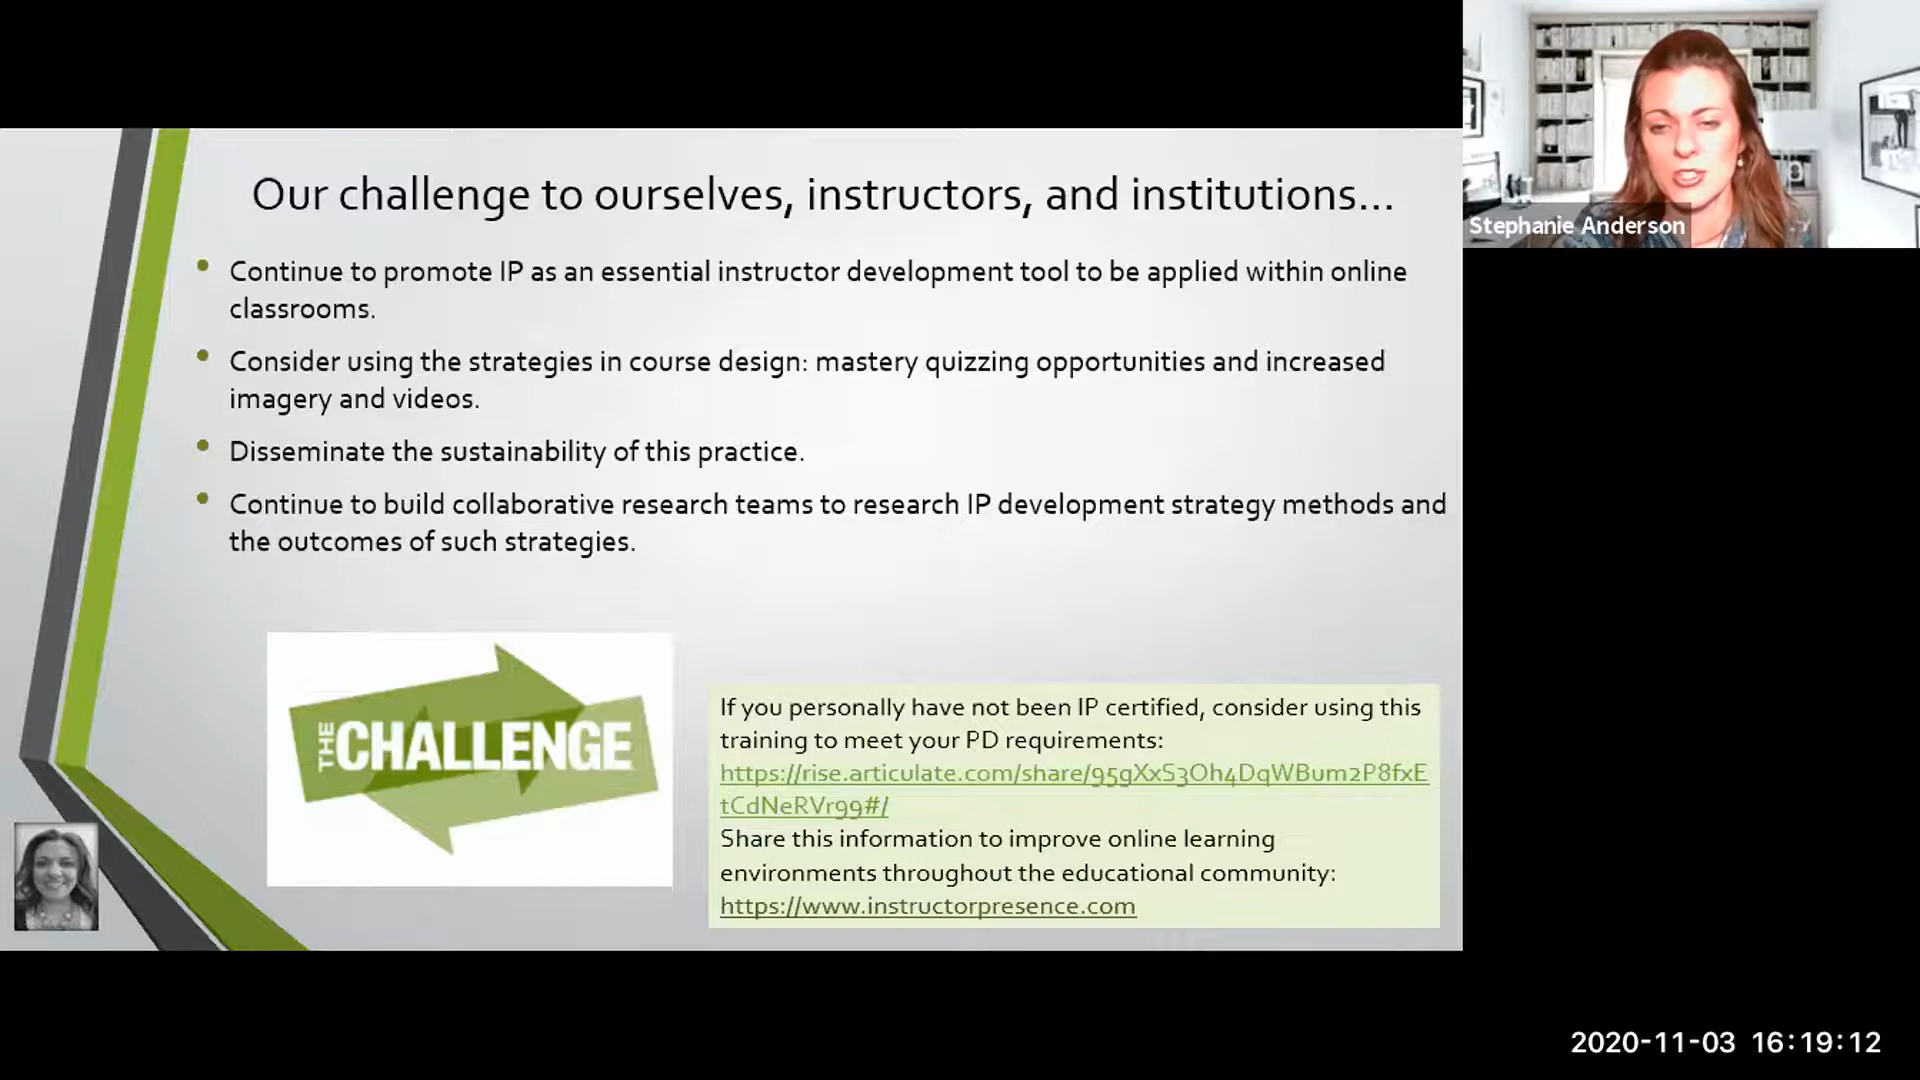 Our challenge to ourselves, instructors, and institutions...
• Continue to promote IP as an essential instructor development tool to be applied within online
classrooms.
• Consider using the strategies in course design: mastery quizzing opportunities and increased
imagery and videos.
• Disseminate the sustainability of this practice.
• Continue to build collaborative research teams to research IP development strategy methods and
the outcomes of such strategies.
THE CHALLENGE
If you personally have not been IP certified, consider using this
training to meet your PD requirements:
https://rise.articulate.com/share/95gXxS3Oh4DqWBum2P8fxE
tCdNeRVr99#/
Share this information to improve online learning
environments throughout the educational community:
https://www.instructorpresence.com
Stephanie Anderson
2020-11-03 16:19:12